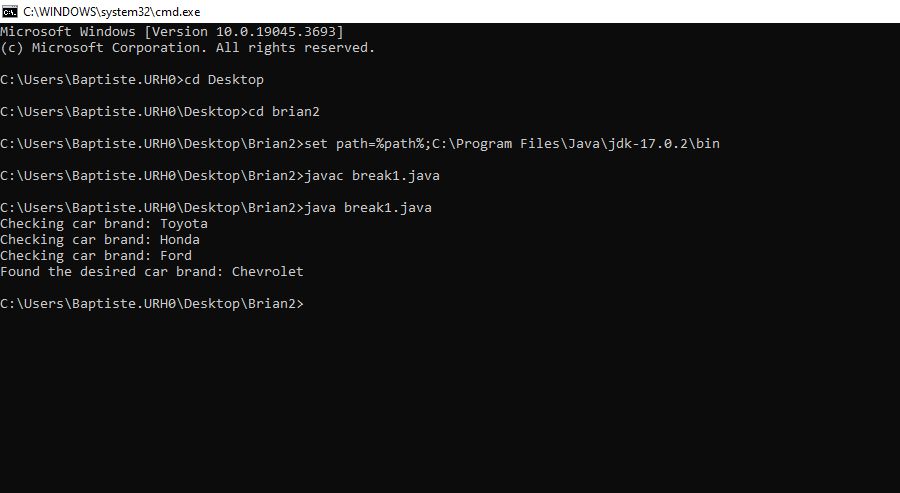 C:\WINDOWS\system32\cmd.exe
Microsoft Windows [Version 10.0.19045.3693]
(c) Microsoft Corporation. All rights reserved.
C:\Users\Baptiste.URH0>cd Desktop
C:\Users\Baptiste.URH0\Desktop>cd brian2
C:\Users\Baptiste.URH0\Desktop\Brian2>set path=%path%;C:\Program Files\Java\jdk-17.0.2\bin
C:\Users\Baptiste.URH0\Desktop\Brian2>javac break1.java
C:\Users\Baptiste.URH0\Desktop\Brian2>java break1.java
Checking car brand: Toyota
Checking car brand: Honda
Checking car brand: Ford
Found the desired car brand: Chevrolet
C:\Users\Baptiste.URH0\Desktop\Brian2>